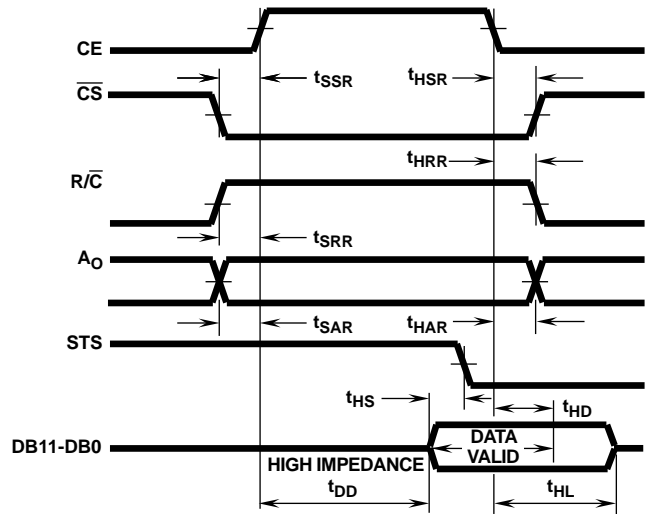 CE
tSSR
tHSR
CS
tHRR
R/C
tSRR
AO
tSAR
tHAR
STS
tHS
tHD
DB11-DB0
HIGH IMPEDANCE
DATA
VALID
tDD
tHL